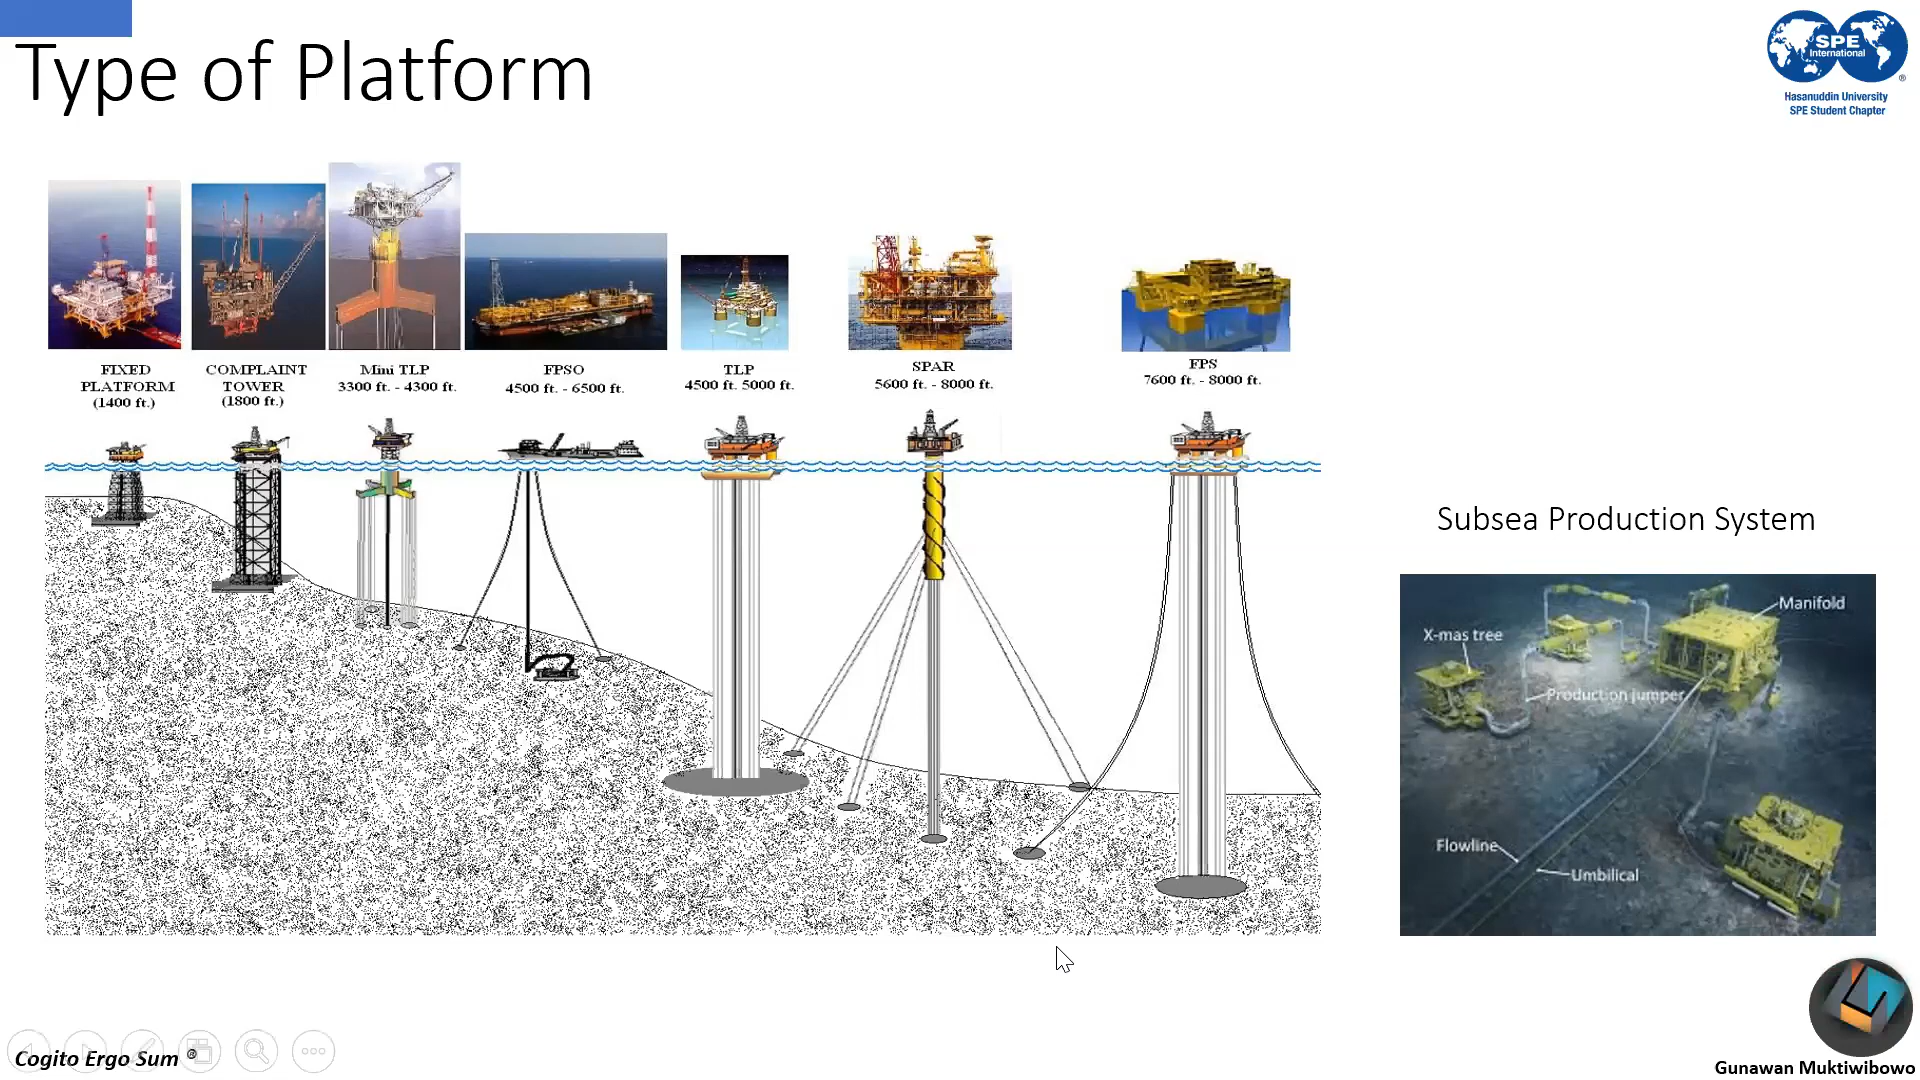 Type of Platform
SPE
International
®
Hasanuddin University
SPE Student Chapter
FIXED
PLATFORM
(1400 ft.)
COMPLAINT
TOWER
(1800 ft.)
Mini TLP
3300 ft. - 4300 ft.
FPSO
4500 ft. - 6500 ft.
TLP
4500 ft. 5000 ft.
SPAR
5600 ft. - 8000 ft.
FPS
7600 ft. - 8000 ft.
Subsea Production System
Manifold
X-mas tree
Production jumper
Flowline
Umbilical
Cogito Ergo Sum ®
Gunawan Muktiwibowo